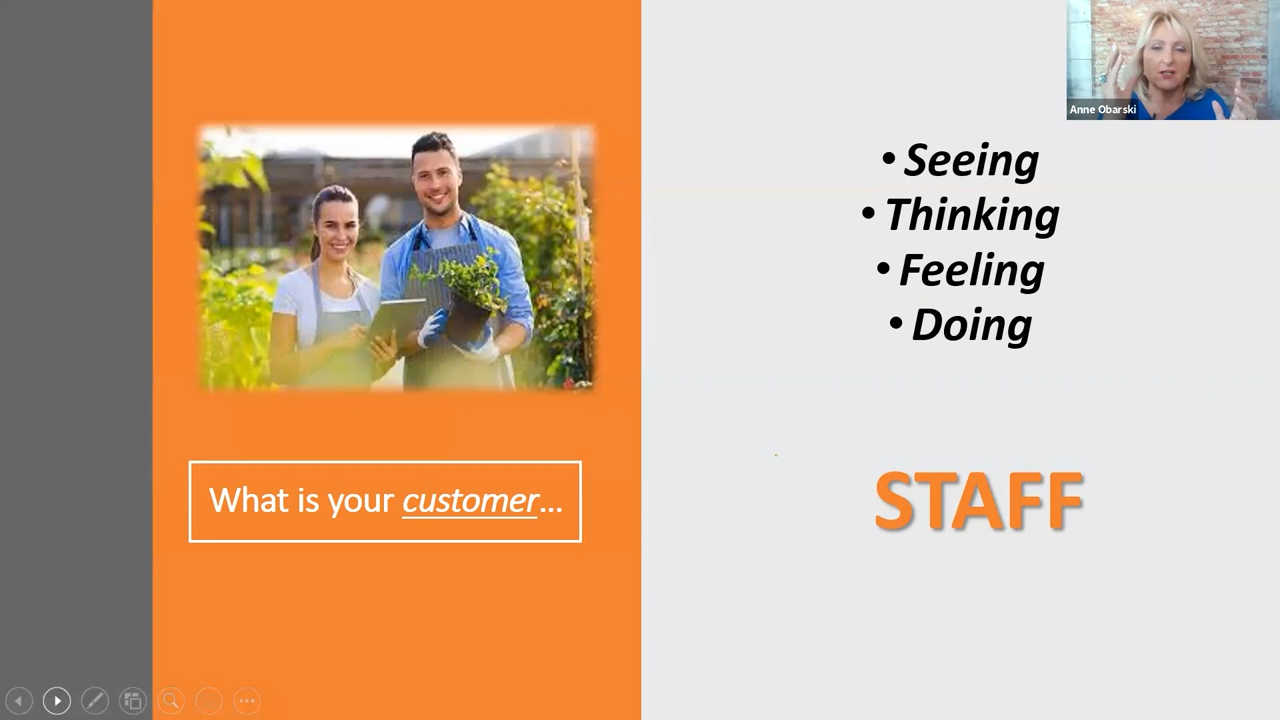 Anne Obarski
• Seeing
• Thinking
• Feeling
• Doing
What is your customer...
STAFF